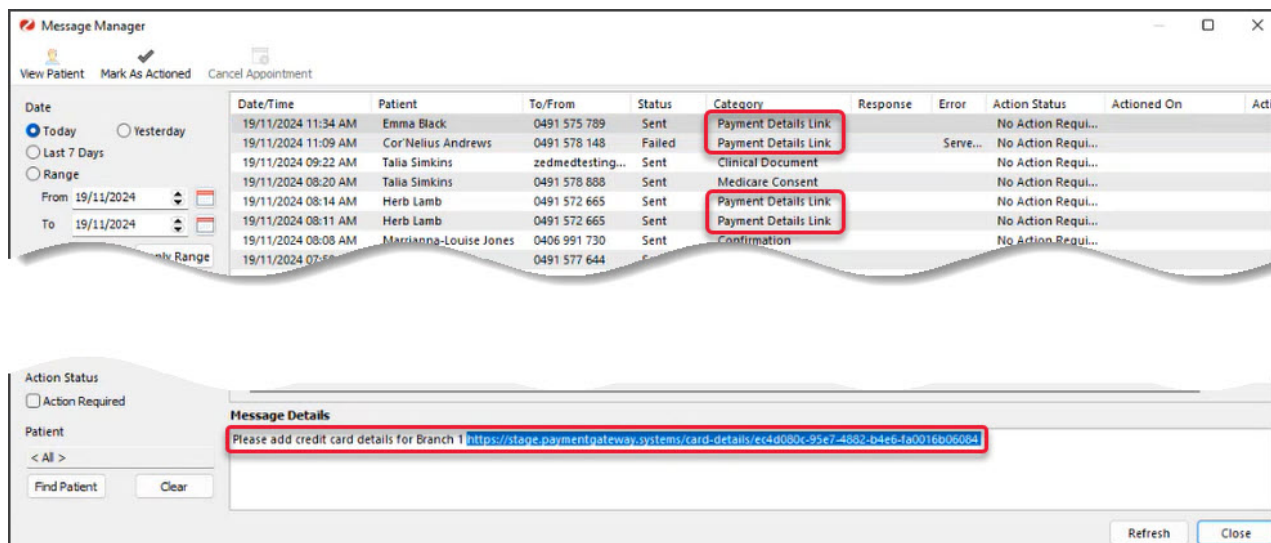 Message Manager
View Patient Mark As Actioned Cancel Appointment
Date
Today Yesterday
Last 7 Days
Range
From 19/11/2024
To 19/11/2024
Range
Date/Time Patient To/From Status Category Response Error Action Status Actioned On Acti
19/11/2024 11:34 AM Emma Black 0491 575 789 Sent Payment Details Link No Action Requi...
19/11/2024 11:09 AM Cor'Nelius Andrews 0491 578 148 Failed Payment Details Link Serve... No Action Requi...
19/11/2024 09:22 AM Talia Simkins zedmedtesting... Sent Clinical Document No Action Requi...
19/11/2024 08:20 AM Talia Simkins 0491 578 888 Sent Medicare Consent No Action Requi...
19/11/2024 08:14 AM Herb Lamb 0491 572 665 Sent Payment Details Link No Action Requi...
19/11/2024 08:11 AM Herb Lamb 0491 572 665 Sent Payment Details Link No Action Requi...
19/11/2024 08:08 AM Marrianna-Louise Jones 0406 991 730 Sent Confirmation No Action Requi...
19/11/2024 0491 577 644
Action Status
Action Required
Patient
< All >
Find Patient Clear
Message Details
Please add credit card details for Branch 1 https://stage.paymentgateway.systems/card-details/ec4d080c-95e7-4882-b4e6-fa0016b06084
Refresh Close